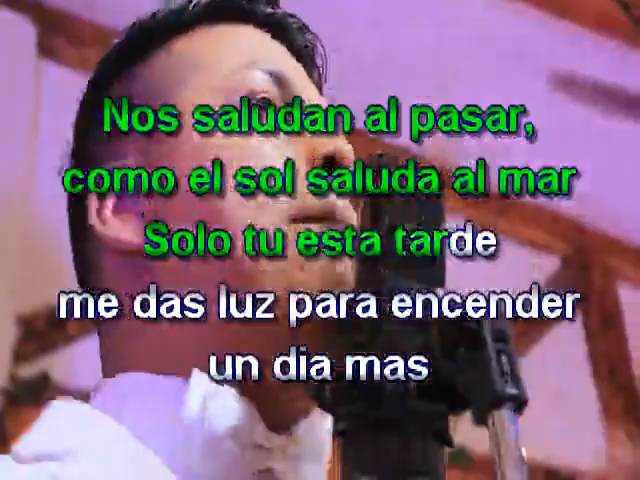 Nos saludan al pasar,
como el sol saluda al mar
Solo tu esta tarde
me das luz para encender
un dia mas